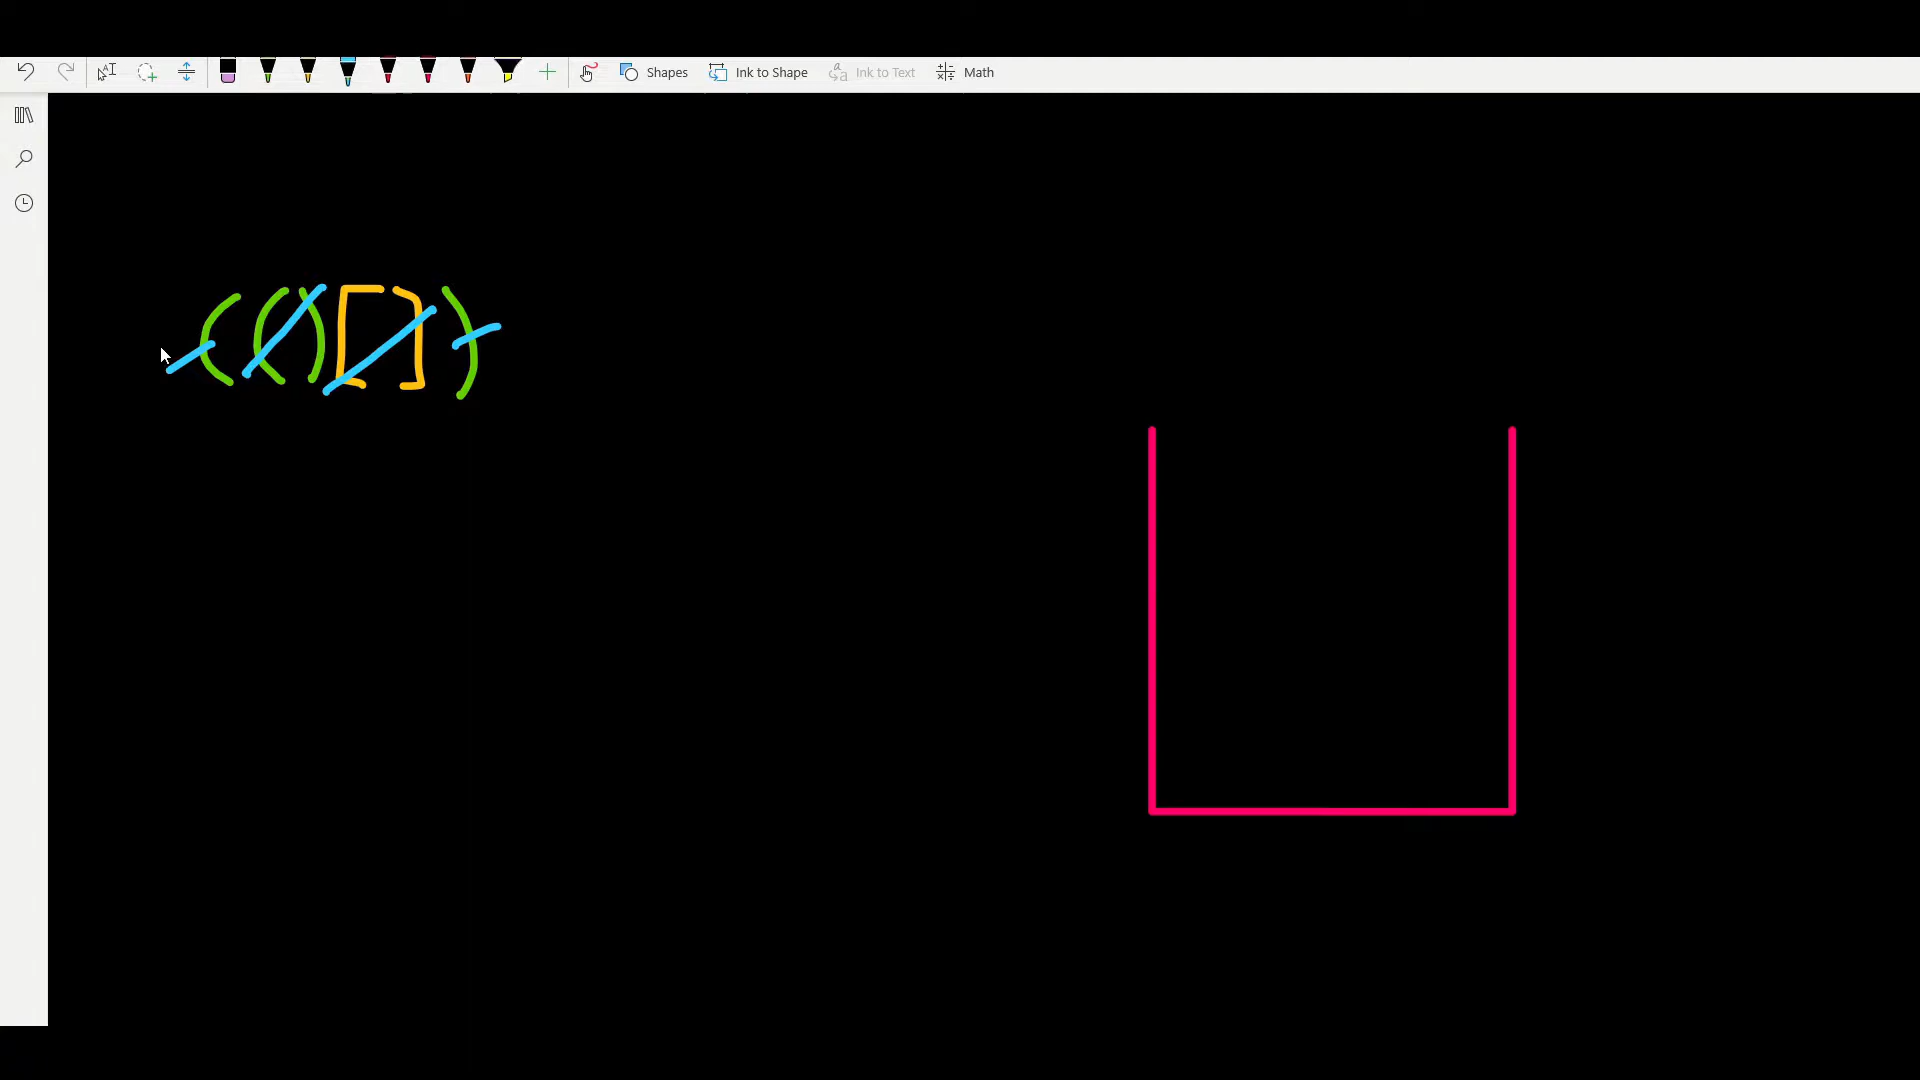 Shapes Ink to Shape Ink to Text Math
(()[])